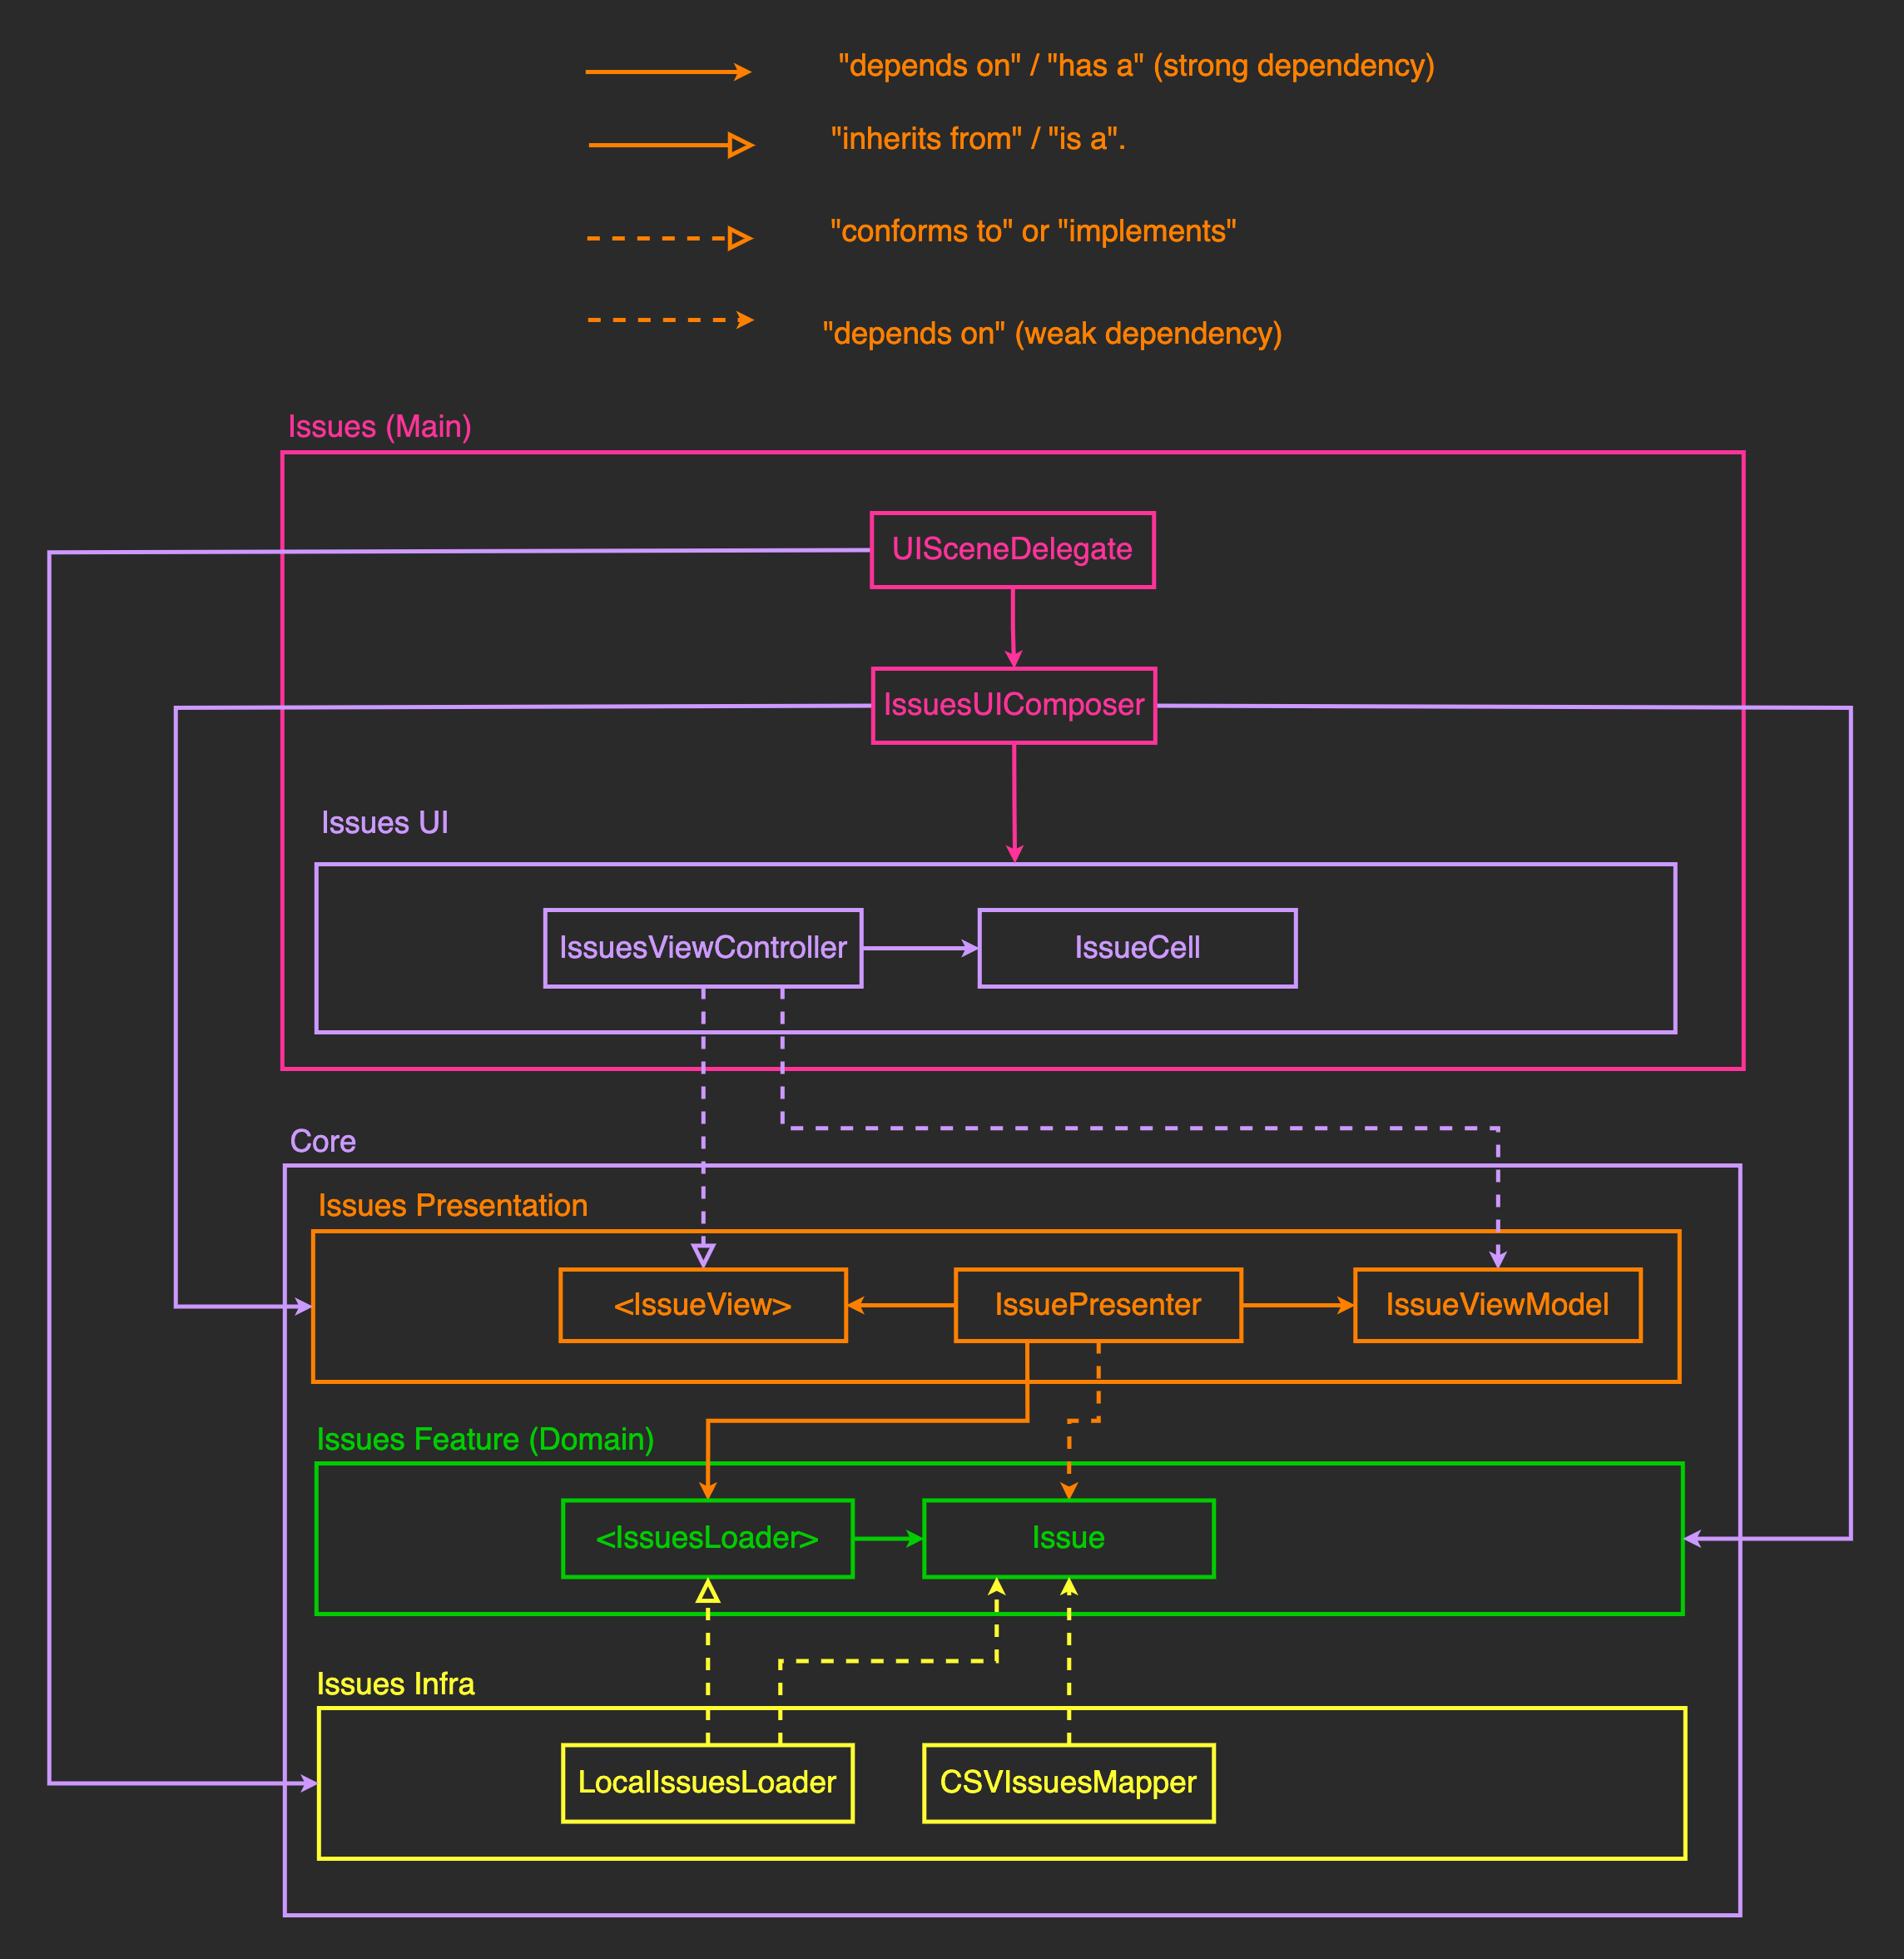 "depends on" / "has a" (strong dependency)
"inherits from" / "is a".
"conforms to" or "implements"
"depends on" (weak dependency)
Issues (Main)
UISceneDelegate
IssuesUIComposer
Issues UI
IssuesViewController
IssueCell
Core
Issues Presentation
<IssueView>
IssuePresenter
IssueViewModel
Issues Feature (Domain)
<IssuesLoader>
Issue
Issues Infra
LocalIssuesLoader
CSVIssuesMapper